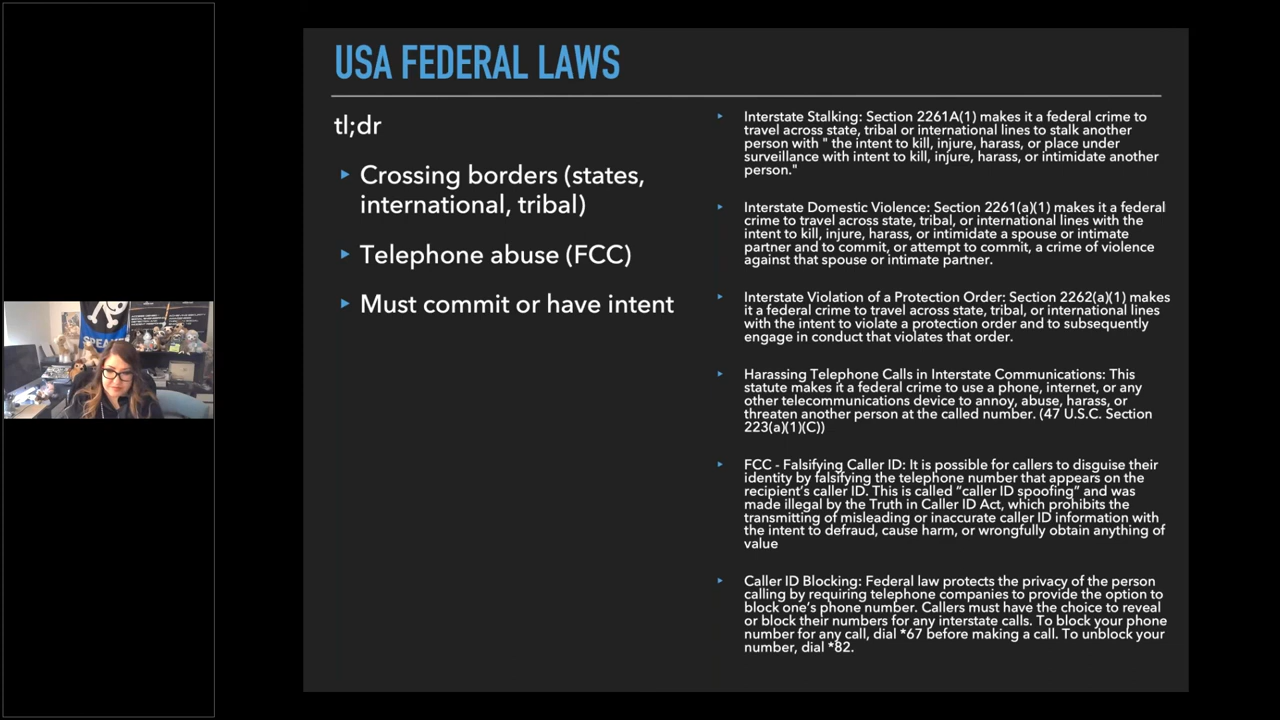 USA FEDERAL LAWS
tl;dr
‣ Crossing borders (states,
international, tribal)
‣ Telephone abuse (FCC)
‣ Must commit or have intent
‣ Interstate Stalking: Section 2261A(1) makes it a federal crime to
travel across state, tribal or international lines to stalk another
person with " the intent to kill, injure, harass, or place under
surveillance with intent to kill, injure, harass, or intimidate another
person."
‣ Interstate Domestic Violence: Section 2261(a)(1) makes it a federal
crime to travel across state, tribal, or international lines with the
intent to kill, injure, harass, or intimidate a spouse or intimate
partner and to commit, or attempt to commit, a crime of violence
against that spouse or intimate partner.
‣ Interstate Violation of a Protection Order: Section 2262(a)(1) makes
it a federal crime to travel across state, tribal, or international lines
with the intent to violate a protection order and to subsequently
engage in conduct that violates that order.
‣ Harassing Telephone Calls in Interstate Communications: This
statute makes it a federal crime to use a phone, internet, or any
other telecommunications device to annoy, abuse, harass, or
threaten another person at the called number. (47 U.S.C. Section
223(a)(1)(C))
‣ FCC - Falsifying Caller ID: It is possible for callers to disguise their
identity by falsifying the telephone number that appears on the
recipient's caller ID. This is called “caller ID spoofing” and was
made illegal by the Truth in Caller ID Act, which prohibits the
transmitting of misleading or inaccurate caller ID information with
the intent to defraud, cause harm, or wrongfully obtain anything of
value
‣ Caller ID Blocking: Federal law protects the privacy of the person
calling by requiring telephone companies to provide the option to
block one's phone number. Callers must have the choice to reveal
or block their numbers for any interstate calls. To block your phone
number for any call, dial *67 before making a call. To unblock your
number, dial *82.